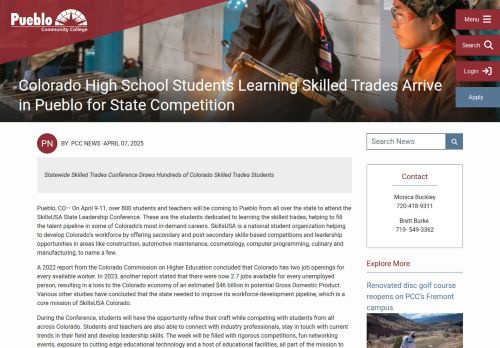 Pueblo
Community College
Menu
Search
Login
Apply
Colorado High School Students Learning Skilled Trades Arrive
in Pueblo for State Competition
PN BY: PCC NEWS · APRIL 07, 2025
Statewide Skilled Trades Conference Draws Hundreds of Colorado Skilled Trades Students
Pueblo, CO— On April 9-11, over 800 students and teachers will be coming to Pueblo from all over the state to attend the
SkillsUSA State Leadership Conference. These are the students dedicated to learning the skilled trades, helping to fill
the talent pipeline in some of Colorado's most in-demand careers. SkillsUSA is a national student organization helping
to develop Colorado's workforce by offering secondary and post-secondary skills-based competitions and leadership
opportunities in areas like construction, automotive maintenance, cosmetology, computer programming, culinary and
manufacturing, to name a few.
A 2022 report from the Colorado Commission on Higher Education concluded that Colorado has two job openings for
every available worker. In 2023, another report stated that there were now 2.7 jobs available for every unemployed
person, resulting in a loss to the Colorado economy of an estimated $46 billion in potential Gross Domestic Product.
Various other studies have concluded that the state needed to improve its workforce-development pipeline, which is a
core mission of SkillsUSA Colorado.
During the Conference, students will have the opportunity refine their craft while competing with students from all
across Colorado. Students and teachers are also able to connect with industry professionals, stay in touch with current
trends in their field and develop leadership skills. The week will be filled with rigorous competitions, fun networking
events, exposure to cutting edge educational technology and a host of educational facilities, all part of the mission to
Search News
Contact
Monica Buckley
720-418-9311
Brett Burke
719- 549-3362
Explore More
Renovated disc golf course
reopens on PCC's Fremont
campus